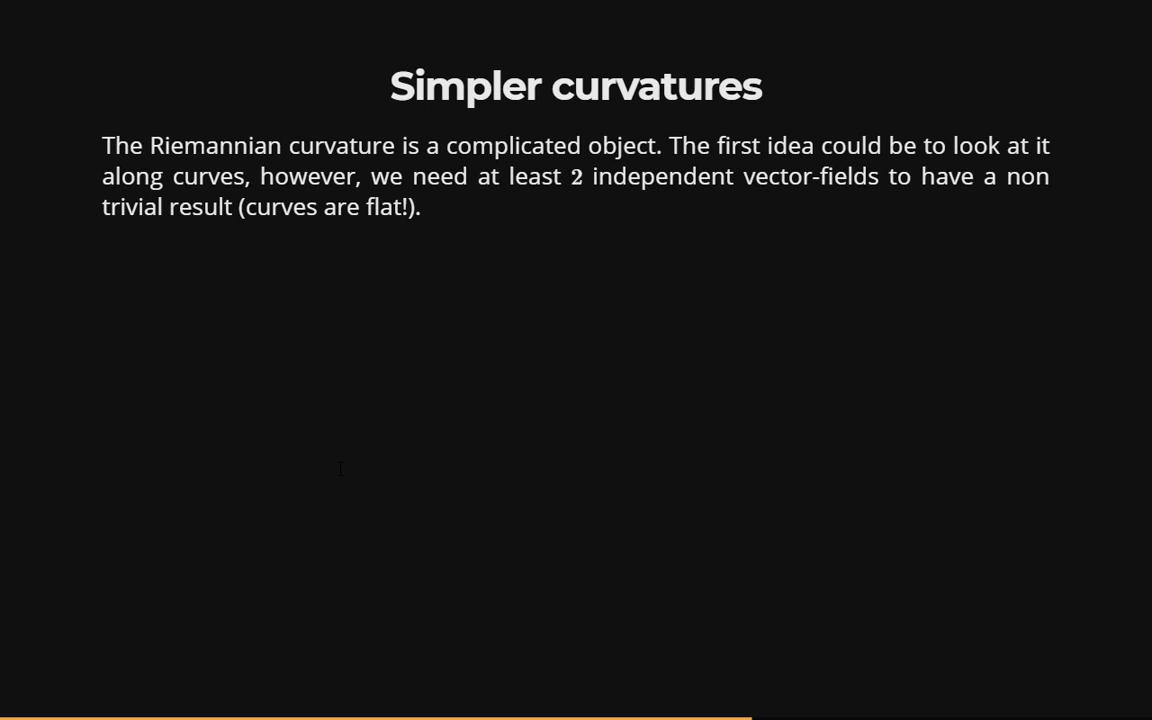 Simpler curvatures
The Riemannian curvature is a complicated object. The first idea could be to look at it
along curves, however, we need at least 2 independent vector-fields to have a non
trivial result (curves are flat!).